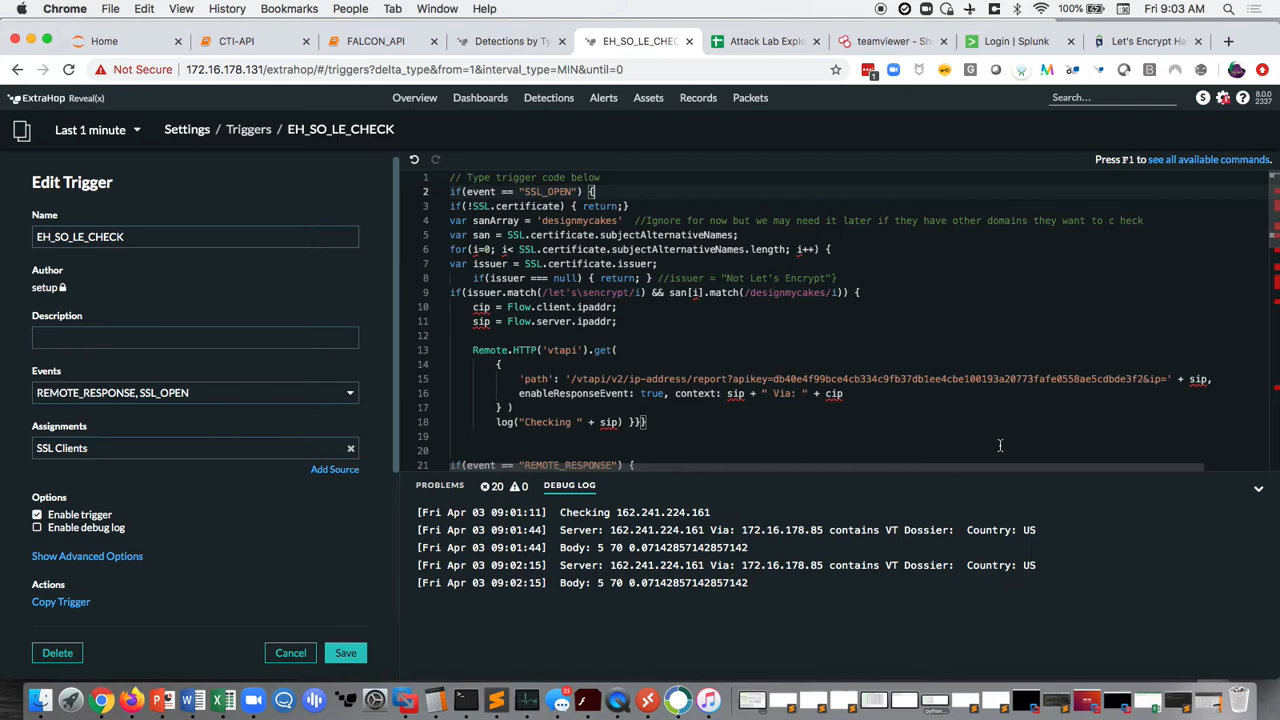 Chrome File Edit View History Bookmarks People Tab Window Help 100% Fri 9:03 AM
Home CTI-API FALCON_API Detections by Ty EH_SO_LE_CHEC Attack Lab Explo teamviewer - Sha Login | Splunk Let's Encrypt Ha
Not Secure 172.16.178.131/extrahop/#/triggers?delta_type&from=1&interval_type=MIN&until=0
ExtraHop Reveal(x) Overview Dashboards Detections Alerts Assets Records Packets Search... 8.0.0
2337
Last 1 minute Settings / Triggers / EH_SO_LE_CHECK
Press F1 to see all available commands.
Edit Trigger
Name
EH_SO_LE_CHECK
Author
setup
Description
Events
REMOTE_RESPONSE, SSL_OPEN
Assignments
SSL Clients
Add Source
Options
Enable trigger
Enable debug log
Show Advanced Options
Actions
Copy Trigger
Delete Cancel Save
1 // Type trigger code below
2 if(event == "SSL_OPEN") {
3 if(!SSL.certificate) { return;}
4 var sanArray = 'designmycakes' //Ignore for now but we may need it later if they have other domains they want to c heck
5 var san = SSL.certificate.subjectAlternativeNames;
6 for(i=0; i< SSL.certificate.subjectAlternativeNames.length; i++) {
7 var issuer = SSL.certificate.issuer;
8 if(issuer === null) { return; } //issuer = "Not Let's Encrypt"}
9 if(issuer.match(/let's\sencrypt/i) && san[i].match(/designmycakes/i)) {
10 cip = Flow.client.ipaddr;
11 sip = Flow.server.ipaddr;
12
13 Remote.HTTP('vtapi').get(
14 {
15 'path': '/vtapi/v2/ip-address/report?apikey=db40e4f99bce4cb334c9fb37db1ee4cbe100193a20773fafe0558ae5cdbde3f2&ip=' + sip,
16 enableResponseEvent: true, context: sip + " Via: " + cip
17 } )
18 log("Checking " + sip) }}}
19
20
21 if(event == "REMOTE_RESPONSE") {
PROBLEMS 20 0 DEBUG LOG
[Fri Apr 03 09:01:11] Checking 162.241.224.161
[Fri Apr 03 09:01:44] Server: 162.241.224.161 Via: 172.16.178.85 contains VT Dossier: Country: US
[Fri Apr 03 09:01:44] Body: 5 70 0.07142857142857142
[Fri Apr 03 09:02:15] Server: 162.241.224.161 Via: 172.16.178.85 contains VT Dossier: Country: US
[Fri Apr 03 09:02:15] Body: 5 70 0.07142857142857142